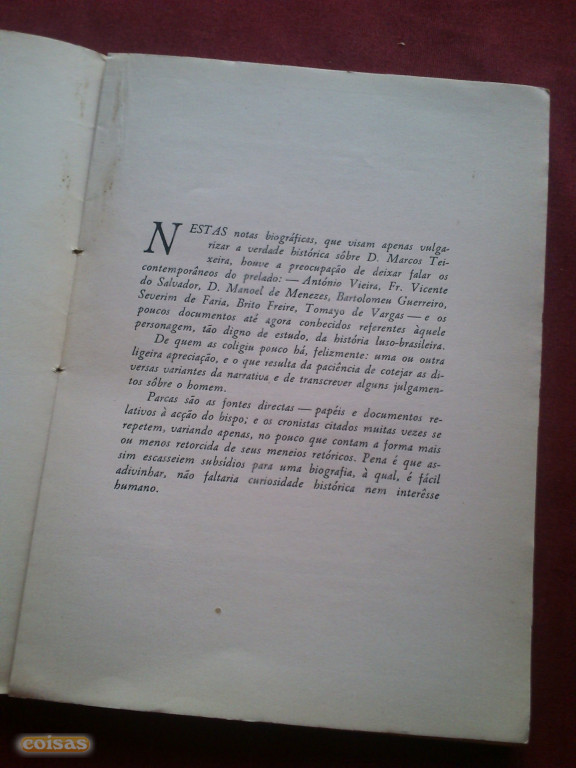 NESTAS notas biográficas, que visam apenas vulga-
rizar a verdade histórica sôbre D. Marcos Tei-
xeira, houve a preocupação de deixar falar os
contemporâneos do prelado: — António Vieira, Fr. Vicente
do Salvador, D. Manoel de Menezes, Bartolomeu Guerreiro,
Severim de Faria, Brito Freire, Tomayo de Vargas — e os
poucos documentos até agora conhecidos referentes àquele
personagem, tão digno de estudo, da história luso-brasileira.
De quem as coligiu pouco há, felizmente: uma ou outra
ligeira apreciação, e o que resulta da paciência de cotejar as di-
versas variantes da narrativa e de transcrever alguns julgamen-
tos sôbre o homem.
Parcas são as fontes directas — papéis e documentos re-
lativos à acção do bispo; e os cronistas citados muitas vezes se
repetem, variando apenas, no pouco que contam a forma mais
ou menos retorcida de seus meneios retóricos. Pena é que as-
sim escasseiem subsídios para uma biografia, à qual, é fácil
adivinhar, não faltaria curiosidade histórica nem interêsse
humano.
coisas